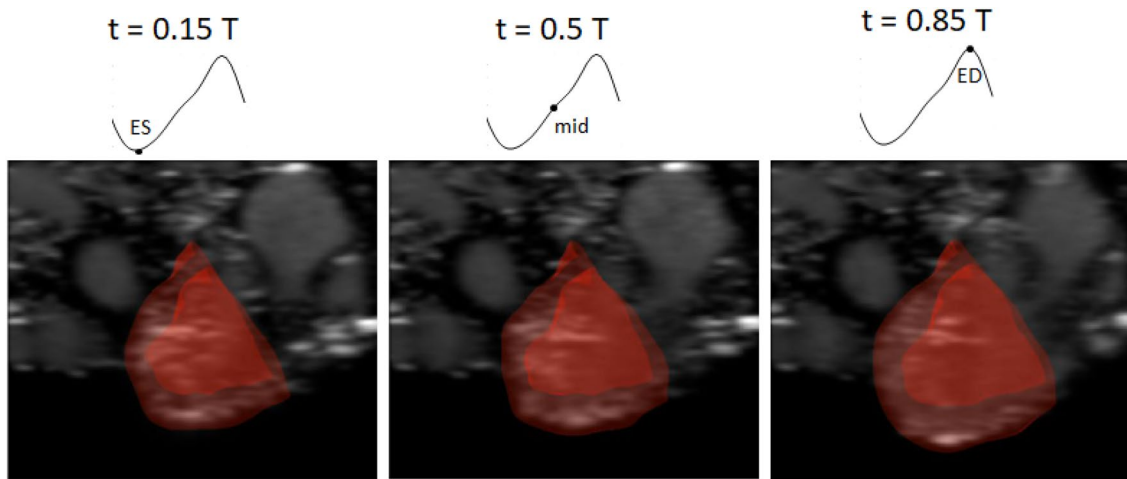 t = 0.15 T
t = 0.5 T
t = 0.85 T
ES
mid
ED